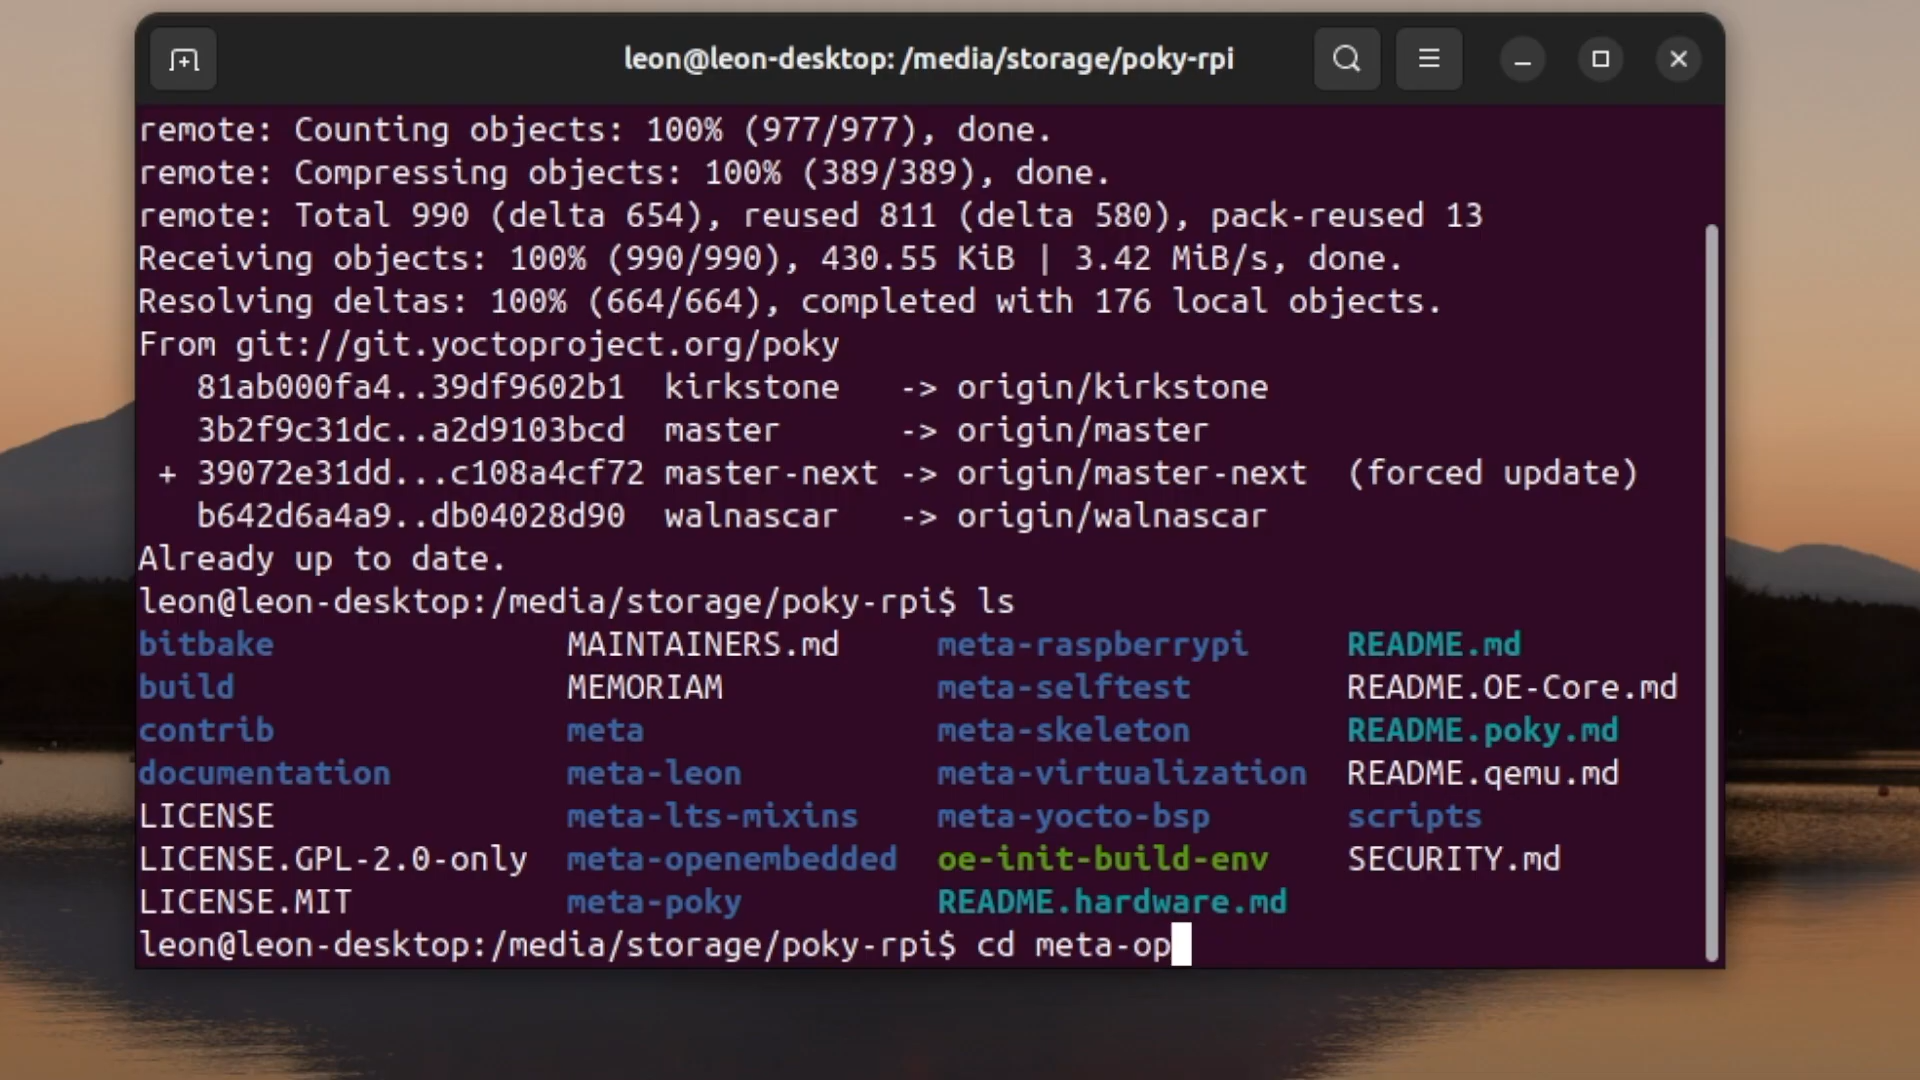 leon@leon-desktop: /media/storage/poky-rpi
remote: Counting objects: 100% (977/977), done.
remote: Compressing objects: 100% (389/389), done.
remote: Total 990 (delta 654), reused 811 (delta 580), pack-reused 13
Receiving objects: 100% (990/990), 430.55 KiB | 3.42 MiB/s, done.
Resolving deltas: 100% (664/664), completed with 176 local objects.
From git://git.yoctoproject.org/poky
   81ab000fa4..39df9602b1  kirkstone   -> origin/kirkstone
   3b2f9c31dc..a2d9103bcd  master      -> origin/master
 + 39072e31dd...c108a4cf72 master-next -> origin/master-next  (forced update)
   b642d6a4a9..db04028d90  walnascar   -> origin/walnascar
Already up to date.
leon@leon-desktop:/media/storage/poky-rpi$ ls
bitbake               MAINTAINERS.md     meta-raspberrypi     README.md
build                 MEMORIAM           meta-selftest        README.OE-Core.md
contrib               meta               meta-skeleton        README.poky.md
documentation         meta-leon          meta-virtualization  README.qemu.md
LICENSE               meta-lts-mixins    meta-yocto-bsp       scripts
LICENSE.GPL-2.0-only  meta-openembedded  oe-init-build-env    SECURITY.md
LICENSE.MIT           meta-poky          README.hardware.md
leon@leon-desktop:/media/storage/poky-rpi$ cd meta-op